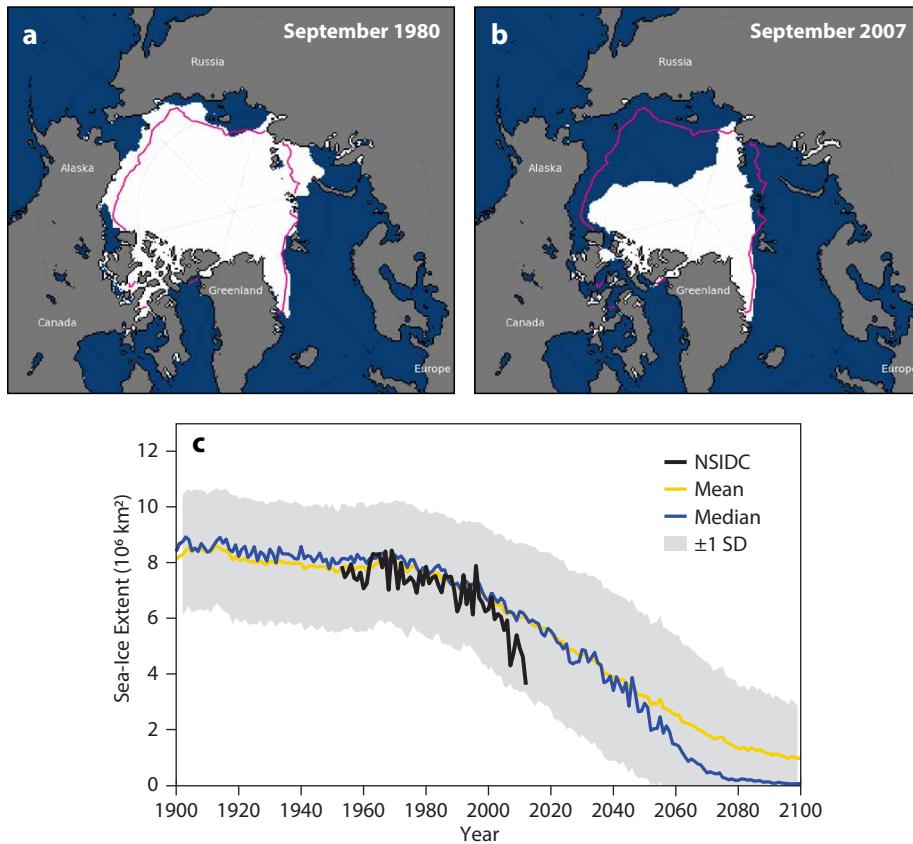 a
September 1980
Russia
Alaska
Greenland
Canada
Europe
b
September 2007
Russia
Alaska
Greenland
Canada
Europe
c
NSIDC
Mean
Median
±1 SD
Sea-Ice Extent (10⁶ km²)
12
10
8
6
4
2
0
1900 1920 1940 1960 1980 2000 2020 2040 2060 2080 2100
Year